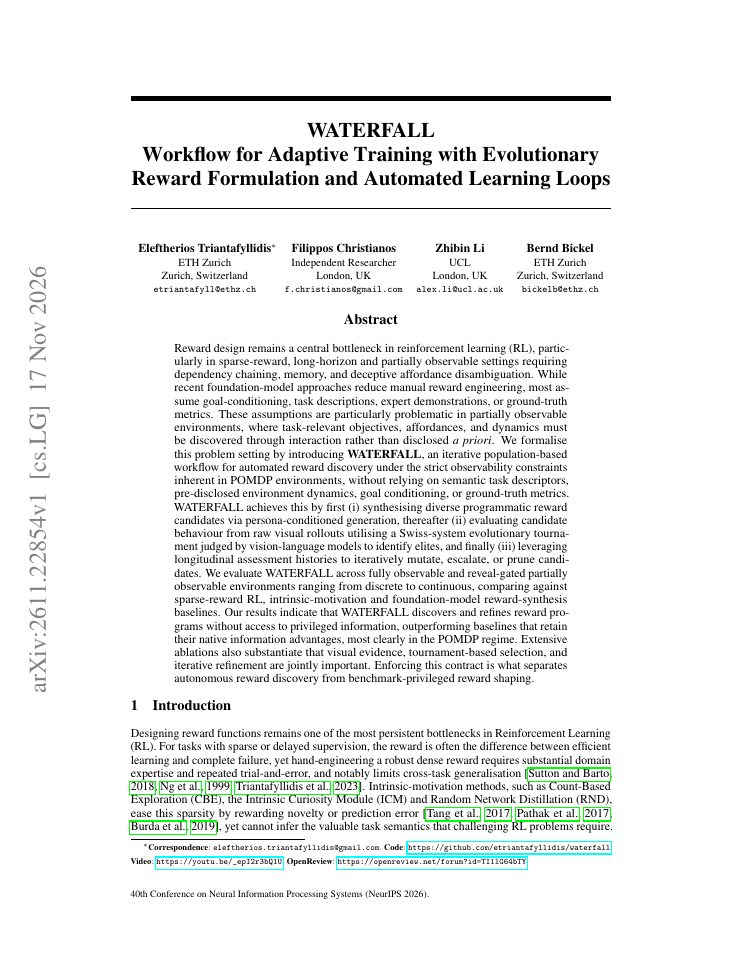 arXiv:2611.22854v1 [cs.LG] 17 Nov 2026
WATERFALL
Workflow for Adaptive Training with Evolutionary
Reward Formulation and Automated Learning Loops
Eleftherios Triantafyllidis* Filippos Christianos Zhibin Li Bernd Bickel
ETH Zurich Independent Researcher UCL ETH Zurich
Zurich, Switzerland London, UK London, UK Zurich, Switzerland
etriantafyll@ethz.ch f.christianos@gmail.com alex.li@ucl.ac.uk bickelb@ethz.ch
Abstract
Reward design remains a central bottleneck in reinforcement learning (RL), partic-
ularly in sparse-reward, long-horizon and partially observable settings requiring
dependency chaining, memory, and deceptive affordance disambiguation. While
recent foundation-model approaches reduce manual reward engineering, most as-
sume goal-conditioning, task descriptions, expert demonstrations, or ground-truth
metrics. These assumptions are particularly problematic in partially observable
environments, where task-relevant objectives, affordances, and dynamics must
be discovered through interaction rather than disclosed a priori. We formalise
this problem setting by introducing WATERFALL, an iterative population-based
workflow for automated reward discovery under the strict observability constraints
inherent in POMDP environments, without relying on semantic task descriptors,
pre-disclosed environment dynamics, goal conditioning, or ground-truth metrics.
WATERFALL achieves this by first (i) synthesising diverse programmatic reward
candidates via persona-conditioned generation, thereafter (ii) evaluating candidate
behaviour from raw visual rollouts utilising a Swiss-system evolutionary tourna-
ment judged by vision-language models to identify elites, and finally (iii) leveraging
longitudinal assessment histories to iteratively mutate, escalate, or prune candi-
dates. We evaluate WATERFALL across fully observable and reveal-gated partially
observable environments ranging from discrete to continuous, comparing against
sparse-reward RL, intrinsic-motivation and foundation-model reward-synthesis
baselines. Our results indicate that WATERFALL discovers and refines reward pro-
grams without access to privileged information, outperforming baselines that retain
their native information advantages, most clearly in the POMDP regime. Extensive
ablations also substantiate that visual evidence, tournament-based selection, and
iterative refinement are jointly important. Enforcing this contract is what separates
autonomous reward discovery from benchmark-privileged reward shaping.
1 Introduction
Designing reward functions remains one of the most persistent bottlenecks in Reinforcement Learning
(RL). For tasks with sparse or delayed supervision, the reward is often the difference between efficient
learning and complete failure, yet hand-engineering a robust dense reward requires substantial domain
expertise and repeated trial-and-error, and notably limits cross-task generalisation [Sutton and Barto,
2018, Ng et al., 1999, Triantafyllidis et al., 2023]. Intrinsic-motivation methods, such as Count-Based
Exploration (CBE), the Intrinsic Curiosity Module (ICM) and Random Network Distillation (RND),
ease this sparsity by rewarding novelty or prediction error [Tang et al., 2017, Pathak et al., 2017,
Burda et al., 2019], yet cannot infer the valuable task semantics that challenging RL problems require.
*Correspondence: eleftherios.triantafyllidis@gmail.com. Code: https://github.com/etriantafyllidis/waterfall
Video: https://youtu.be/_epI2r3bQ1U OpenReview: https://openreview.net/forum?id=TI1lG64bTY
40th Conference on Neural Information Processing Systems (NeurIPS 2026).